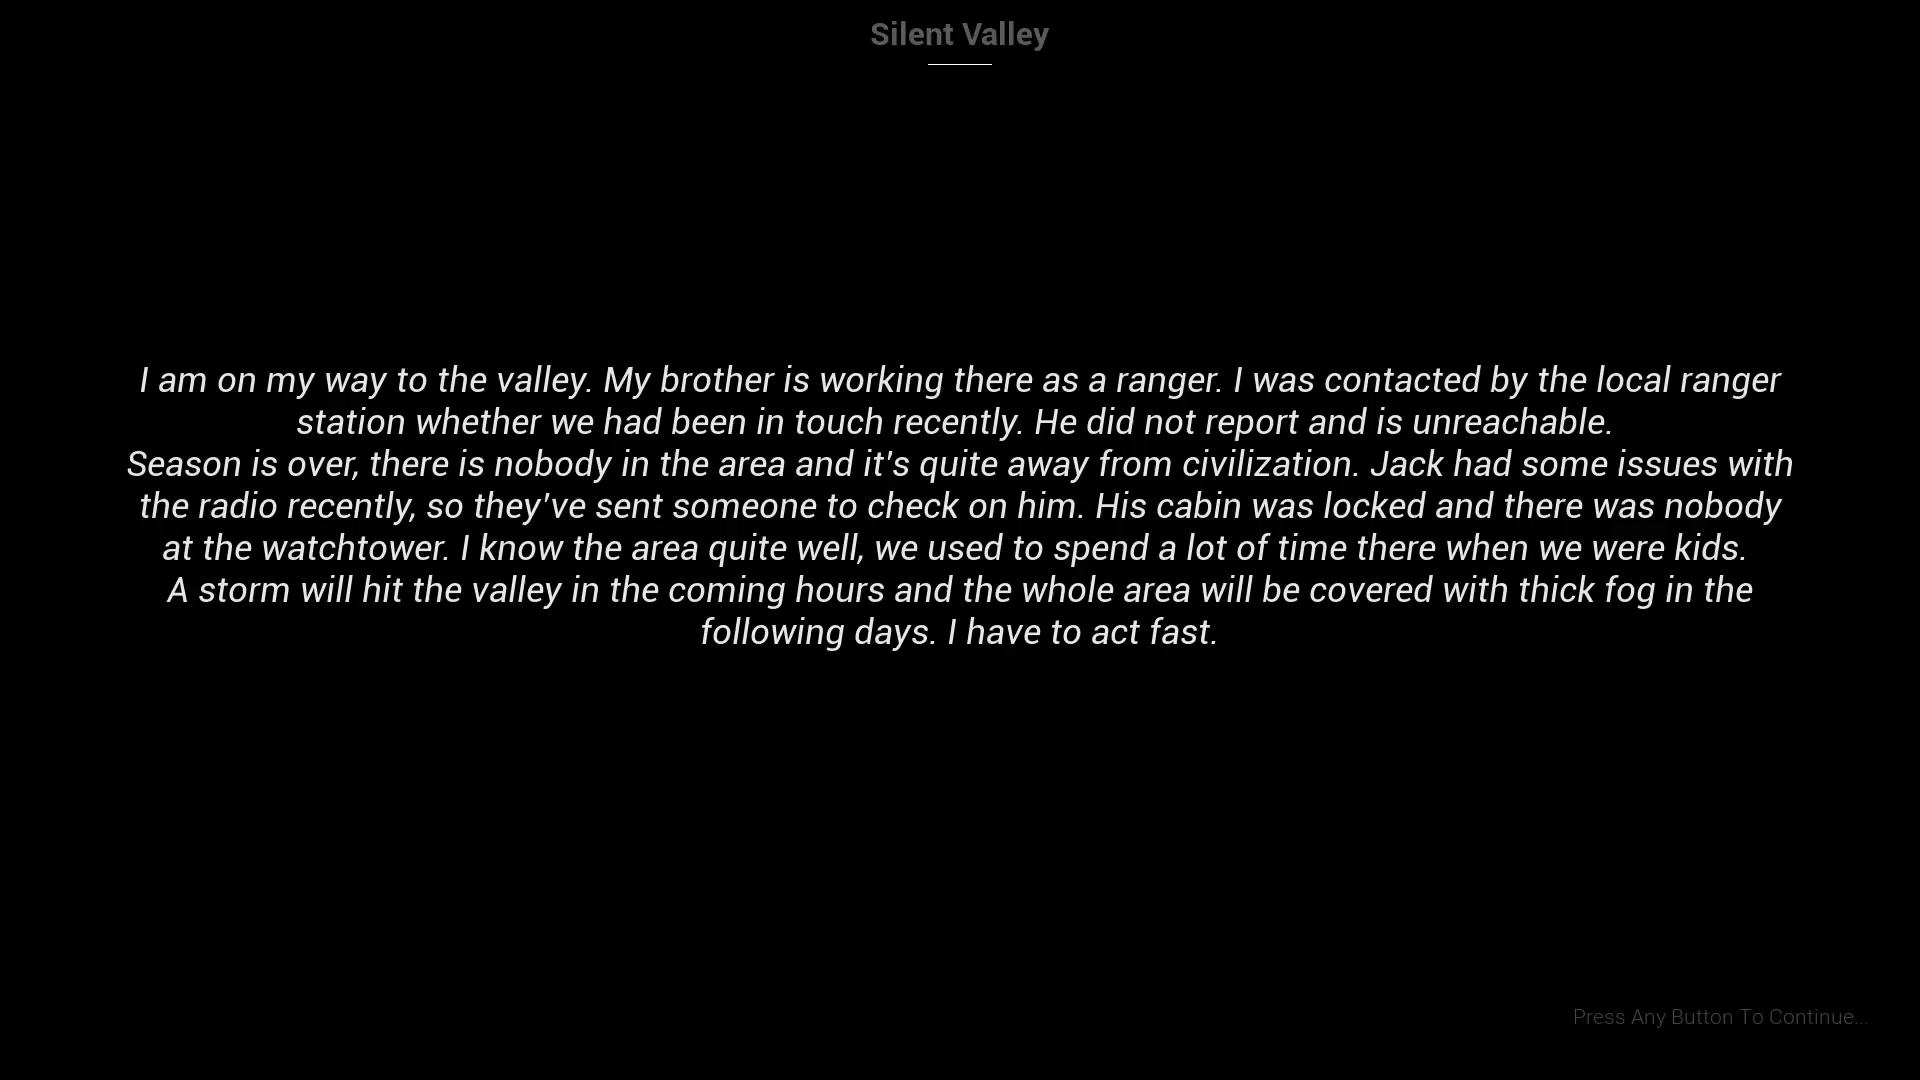 Silent Valley
I am on my way to the valley. My brother is working there as a ranger. I was contacted by the local ranger
station whether we had been in touch recently. He did not report and is unreachable.
Season is over, there is nobody in the area and it's quite away from civilization. Jack had some issues with
the radio recently, so they've sent someone to check on him. His cabin was locked and there was nobody
at the watchtower. I know the area quite well, we used to spend a lot of time there when we were kids.
A storm will hit the valley in the coming hours and the whole area will be covered with thick fog in the
following days. I have to act fast.
Press Any Button To Continue...